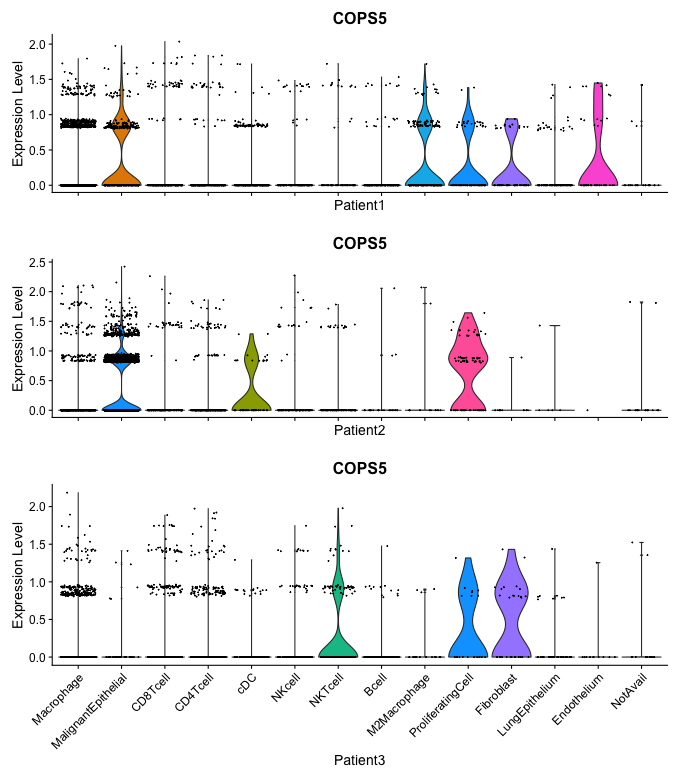 COPS5
Expression Level
2.0
1.5
1.0
0.5
0.0
Patient1
COPS5
Expression Level
2.5
2.0
1.5
1.0
0.5
0.0
Patient2
COPS5
Expression Level
2.0
1.5
1.0
0.5
0.0
Macrophage
MalignantEpithelial
CD8Tcell
CD4Tcell
cDC
NKcell
NKTcell
Bcell
M2Macrophage
ProliferatingCell
Fibroblast
LungEpithelium
Endothelium
NotAvail
Patient3